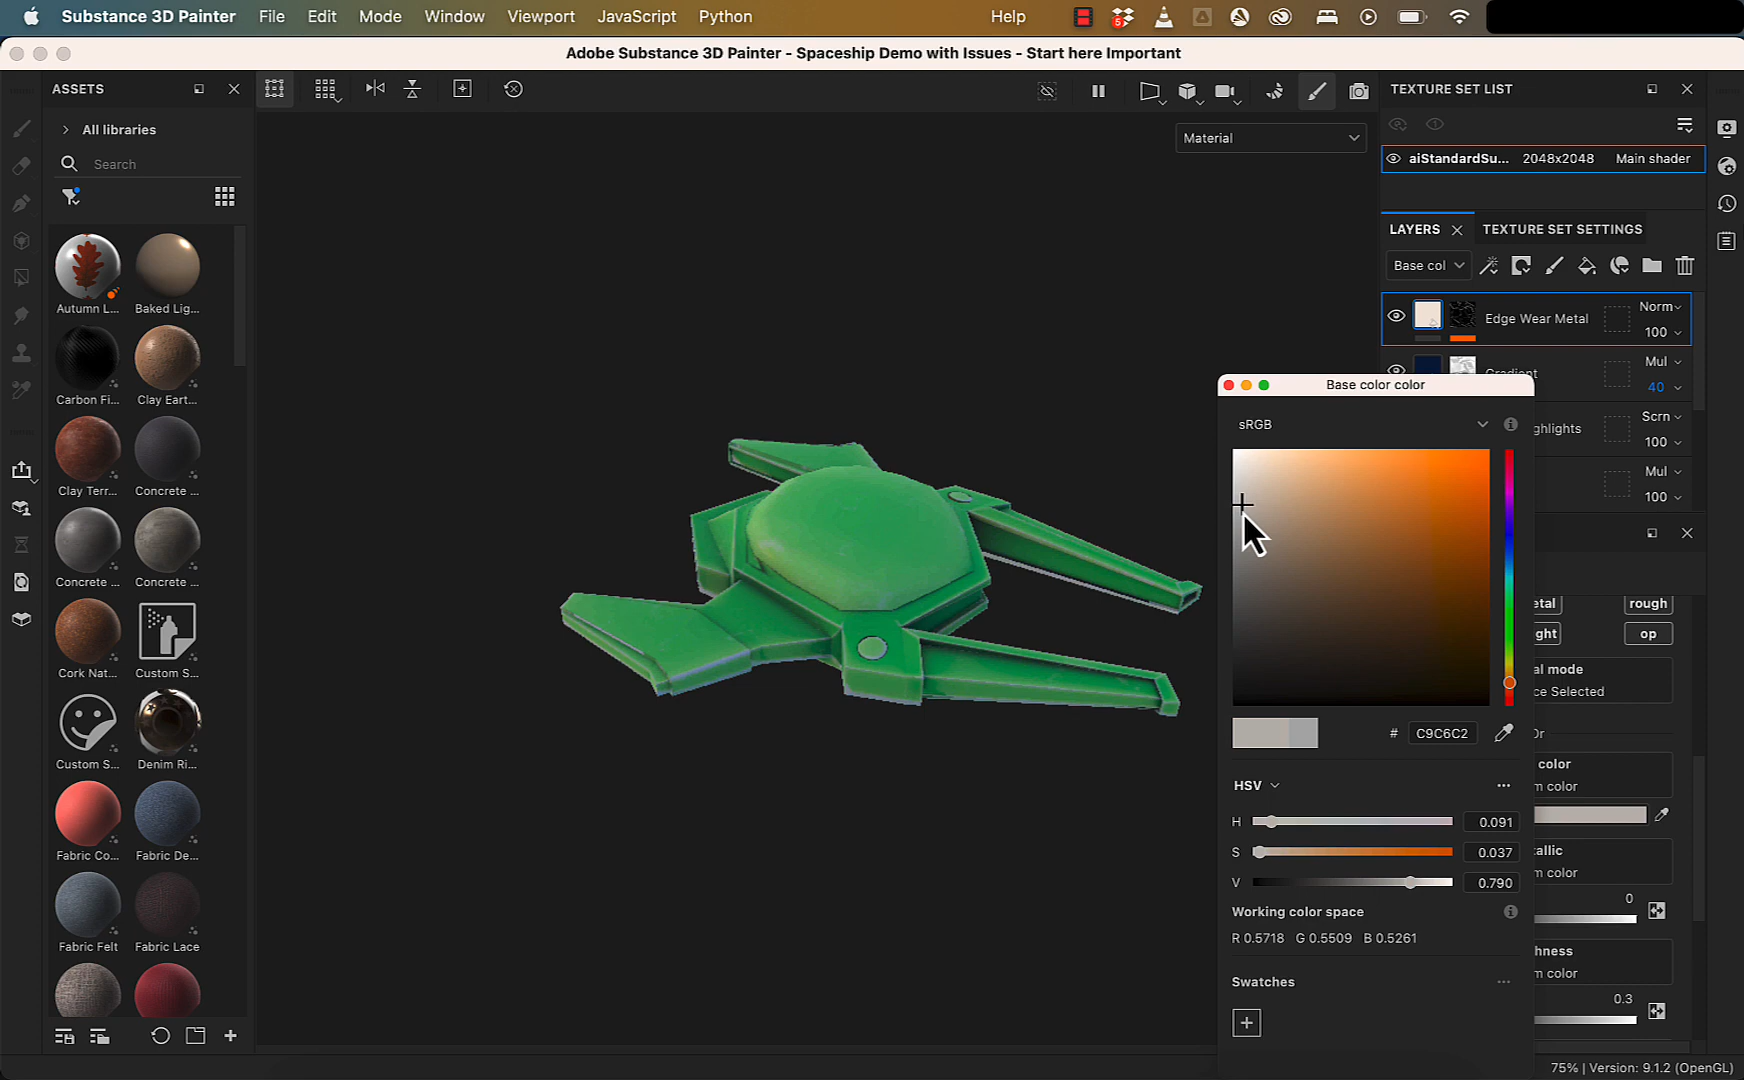 Substance 3D Painter File Edit Mode Window Viewport JavaScript Python Help
5
Adobe Substance 3D Painter - Spaceship Demo with Issues - Start here Important
ASSETS
All libraries
Search
Autumn L...
Baked Lig...
Carbon Fi...
Clay Eart...
Clay Terr...
Concrete ...
Concrete ...
Concrete ...
Cork Nat...
Custom S...
Custom S...
Denim Ri...
Fabric Co...
Fabric De...
Fabric Felt
Fabric Lace
Material
TEXTURE SET LIST
aiStandardSu... 2048x2048 Main shader
LAYERS TEXTURE SET SETTINGS
Base col
Edge Wear Metal
Norm
100
Gradient
Mul
40
ghlights
Scrn
100
Mul
100
Base color color
sRGB
# C9C6C2
HSV
H 0.091
S 0.037
V 0.790
Working color space
R 0.5718 G 0.5509 B 0.5261
Swatches
etal
rough
ght
op
al mode
ce Selected
Or
color
m color
allic
m color
0
hness
m color
0.3
75% | Version: 9.1.2 (OpenGL)